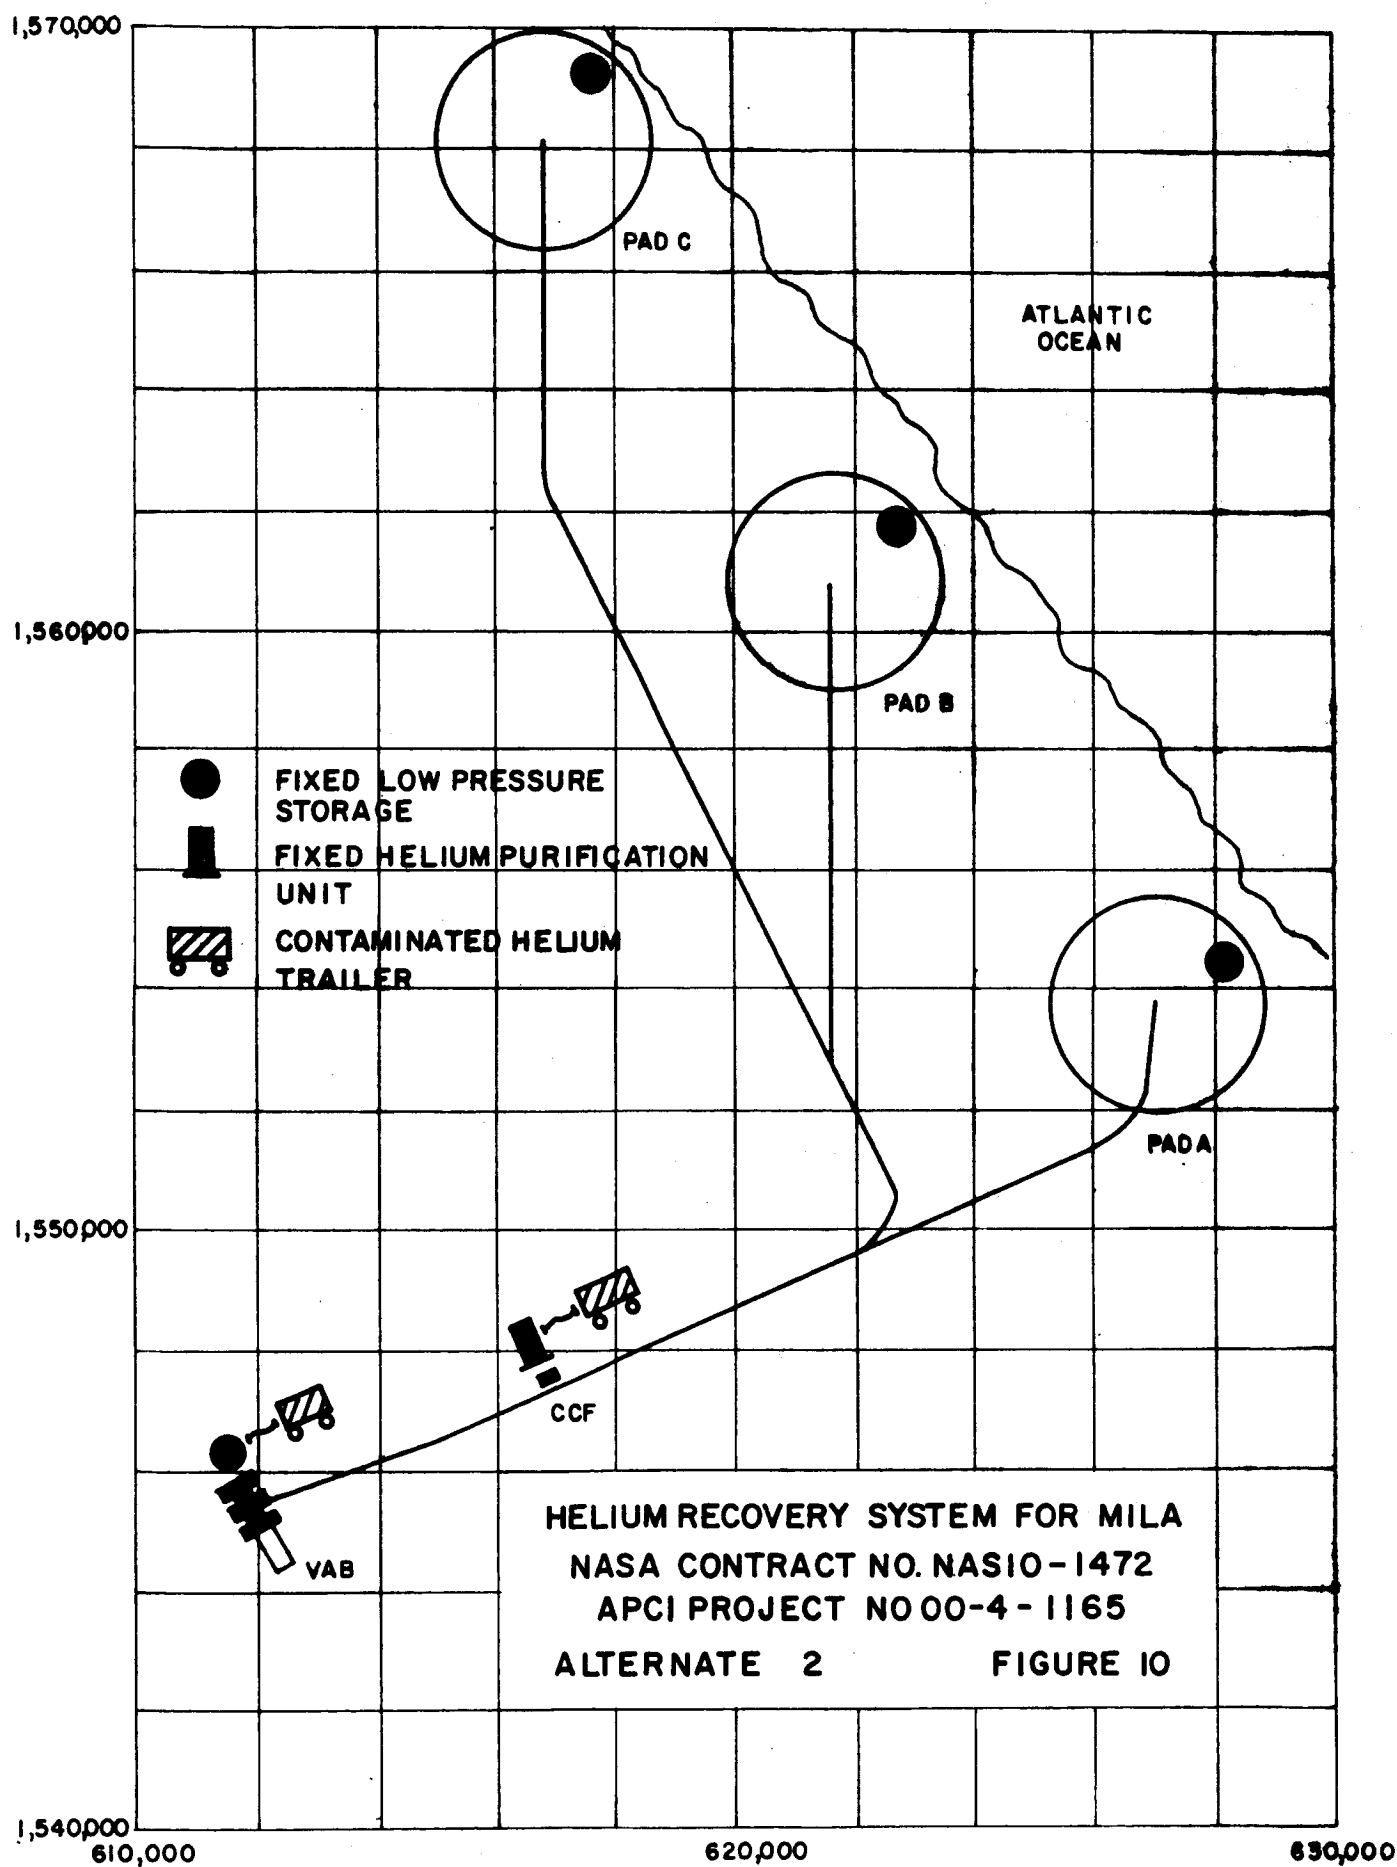 1,570,000
PAD C
ATLANTIC
OCEAN
1,560,000
PAD B
FIXED LOW PRESSURE
STORAGE
FIXED HELIUM PURIFICATION
UNIT
CONTAMINATED HELIUM
TRAILER
PAD A
1,550,000
CCF
VAB
HELIUM RECOVERY SYSTEM FOR MILA
NASA CONTRACT NO. NAS10-1472
APCI PROJECT NO 00-4-1165
ALTERNATE 2 FIGURE 10
1,540,000
610,000 620,000 630,000